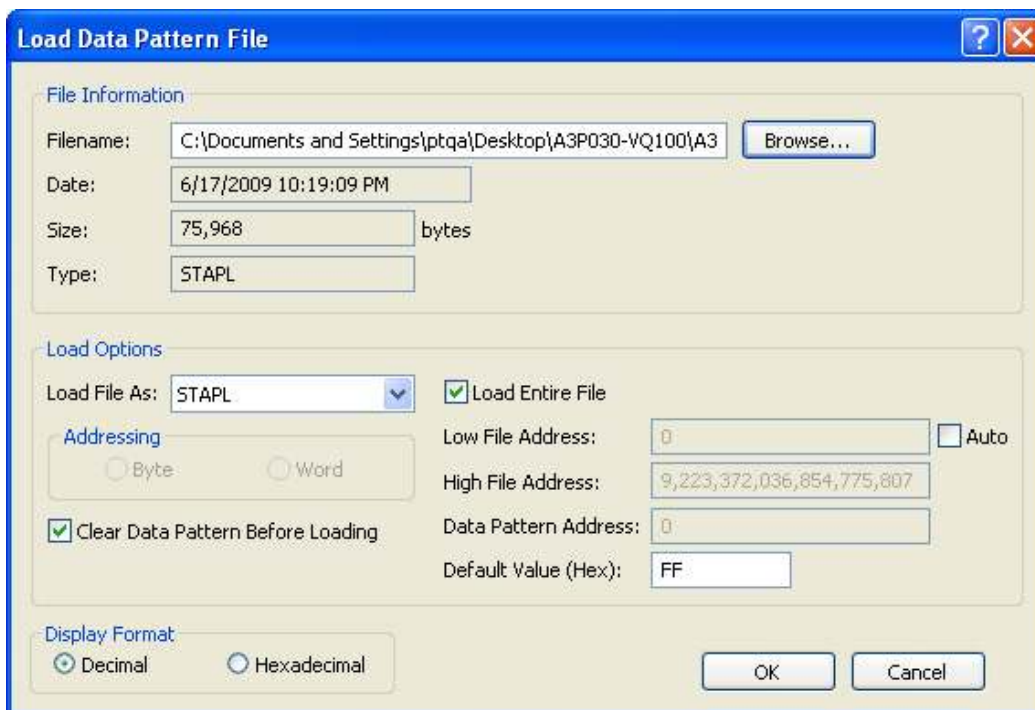 Load Data Pattern File
File Information
Filename: C:\Documents and Settings\ptqa\Desktop\A3P030-VQ100\A3 Browse...
Date: 6/17/2009 10:19:09 PM
Size: 75,968 bytes
Type: STAPL
Load Options
Load File As: STAPL
Load Entire File
Addressing
Byte Word
Low File Address: 0 Auto
High File Address: 9,223,372,036,854,775,807
Clear Data Pattern Before Loading
Data Pattern Address: 0
Default Value (Hex): FF
Display Format
Decimal Hexadecimal
OK Cancel